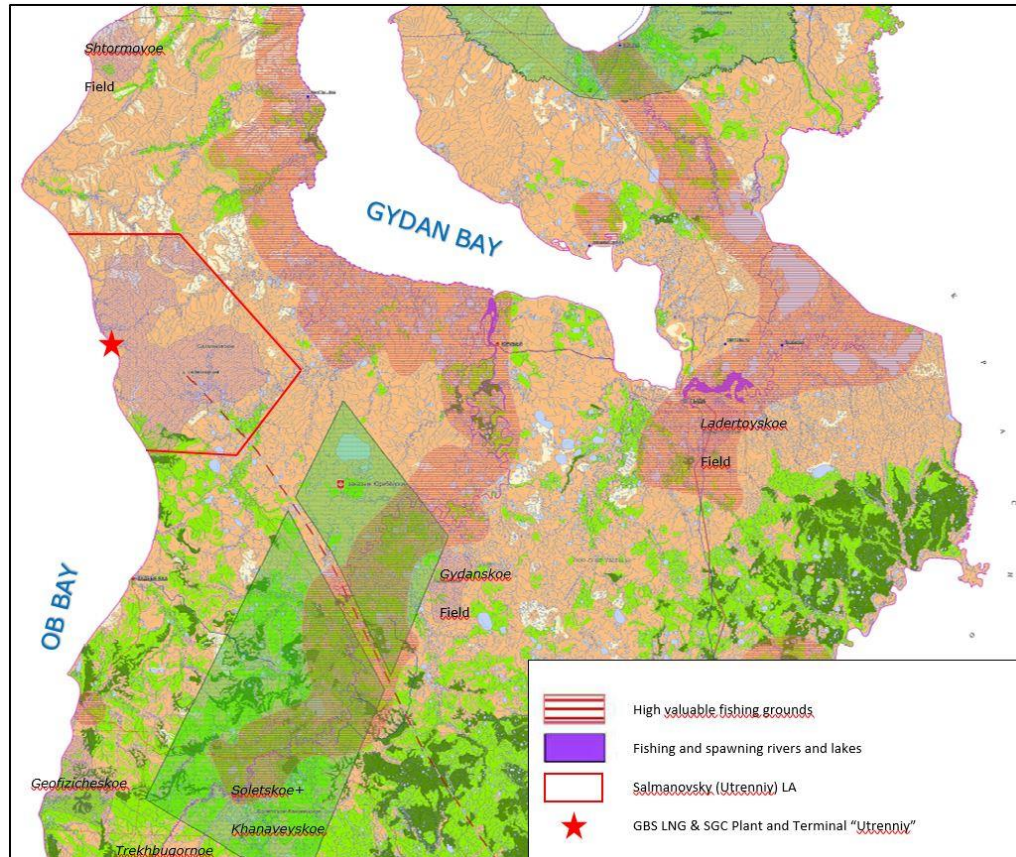 Shtormovoe
Field
GYDAN BAY
Ladertoyskoe
Field
OB BAY
Gydanskoe
Field
High valuable fishing grounds
Fishing and spawning rivers and lakes
Salmanovsky (Utrenniy) LA
GBS LNG & SGC Plant and Terminal "Utrenniy"
Geofizicheskoe
Soletskoe+
Khanaveyskoe
Trekhbugornoe